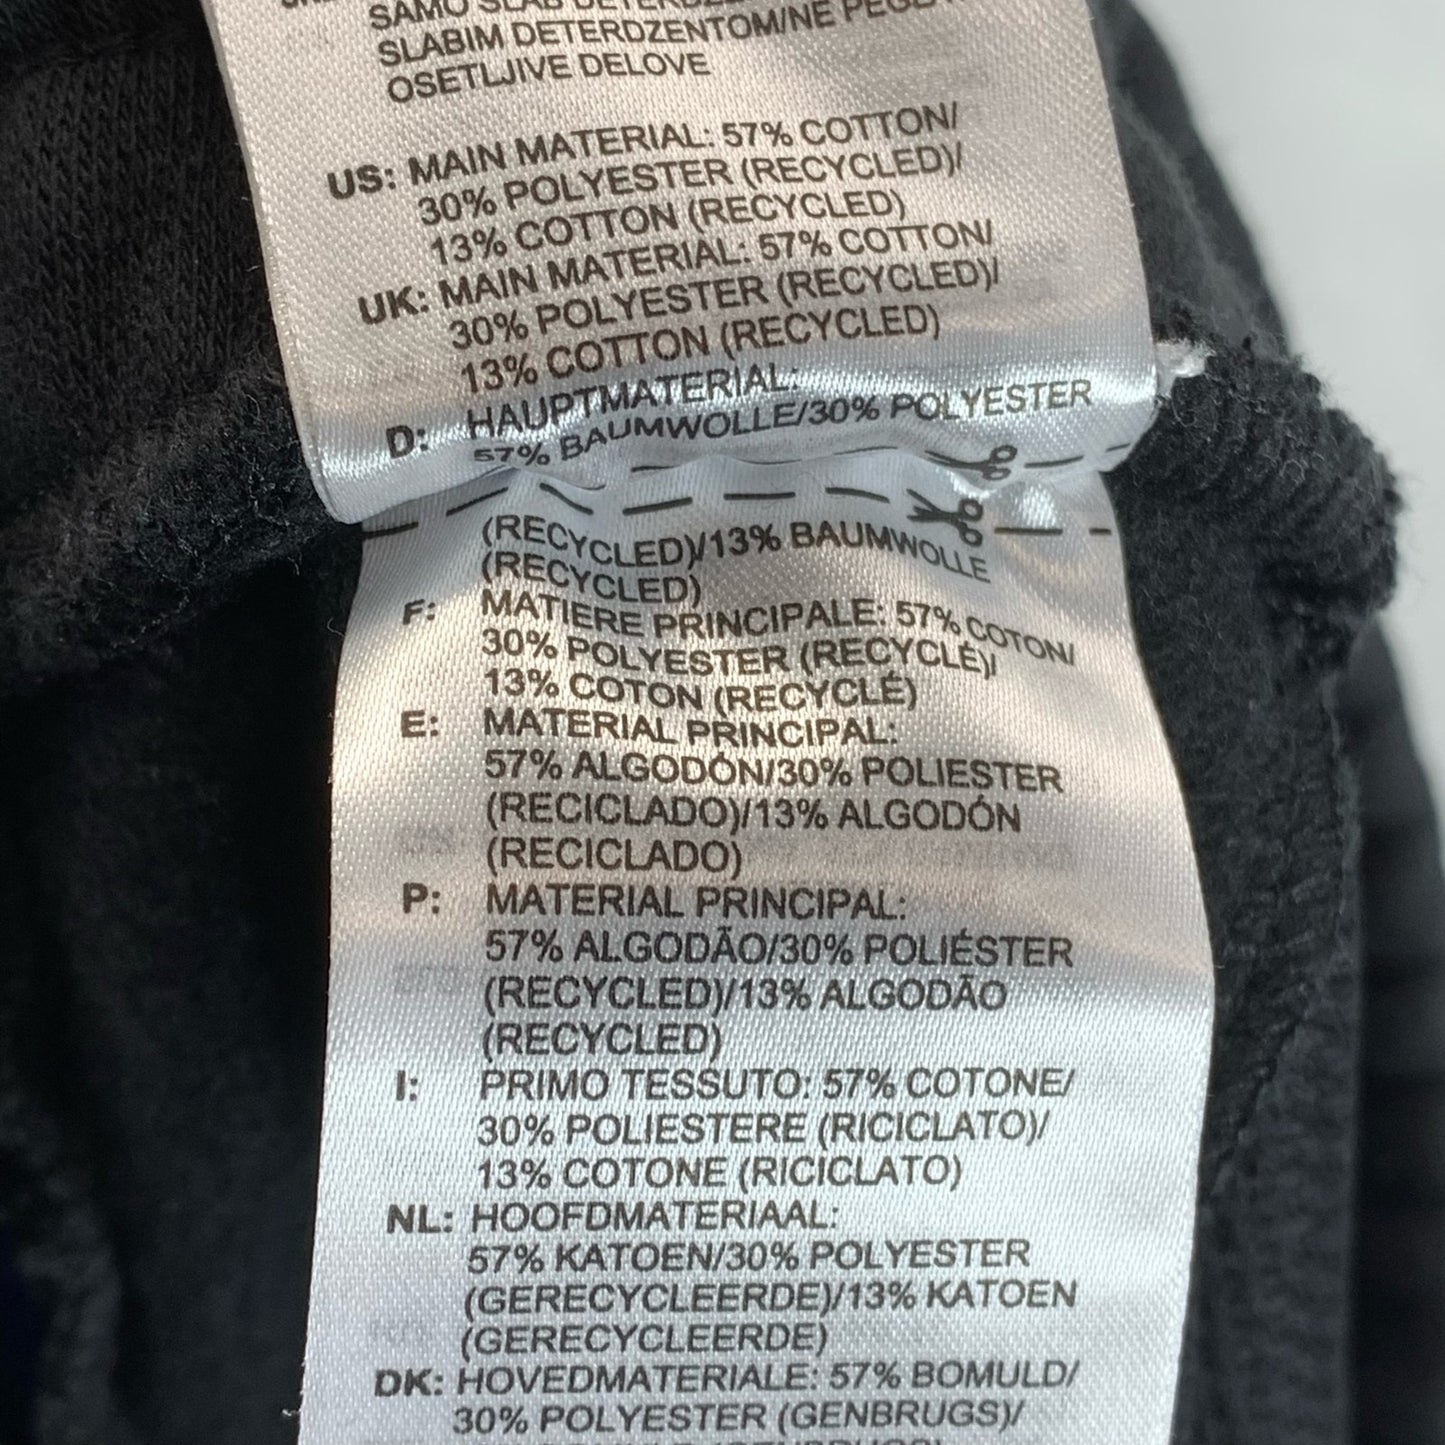 SAMO SLAB
SLABIM DETERDZENTOM/NE
OSETLJIVE DELOVE
US: MAIN MATERIAL: 57% COTTON/
30% POLYESTER (RECYCLED)/
13% COTTON (RECYCLED)
UK: MAIN MATERIAL: 57% COTTON/
30% POLYESTER (RECYCLED)/
13% COTTON (RECYCLED)
D: HAUPTMATERIAL:
57% BAUMWOLLE/30% POLYESTER
(RECYCLED)/13% BAUMWOLLE
(RECYCLED)
F: MATIERE PRINCIPALE: 57% COTON/
30% POLYESTER (RECYCLÉ)/
13% COTON (RECYCLÉ)
E: MATERIAL PRINCIPAL:
57% ALGODÓN/30% POLIESTER
(RECICLADO)/13% ALGODÓN
(RECICLADO)
P: MATERIAL PRINCIPAL:
57% ALGODÃO/30% POLIÉSTER
(RECYCLED)/13% ALGODÃO
(RECYCLED)
I: PRIMO TESSUTO: 57% COTONE/
30% POLIESTERE (RICICLATO)/
13% COTONE (RICICLATO)
NL: HOOFDMATERIAAL:
57% KATOEN/30% POLYESTER
(GERECYCLEERDE)/13% KATOEN
(GERECYCLEERDE)
DK: HOVEDMATERIALE: 57% BOMULD/
30% POLYESTER (GENBRUGS)/